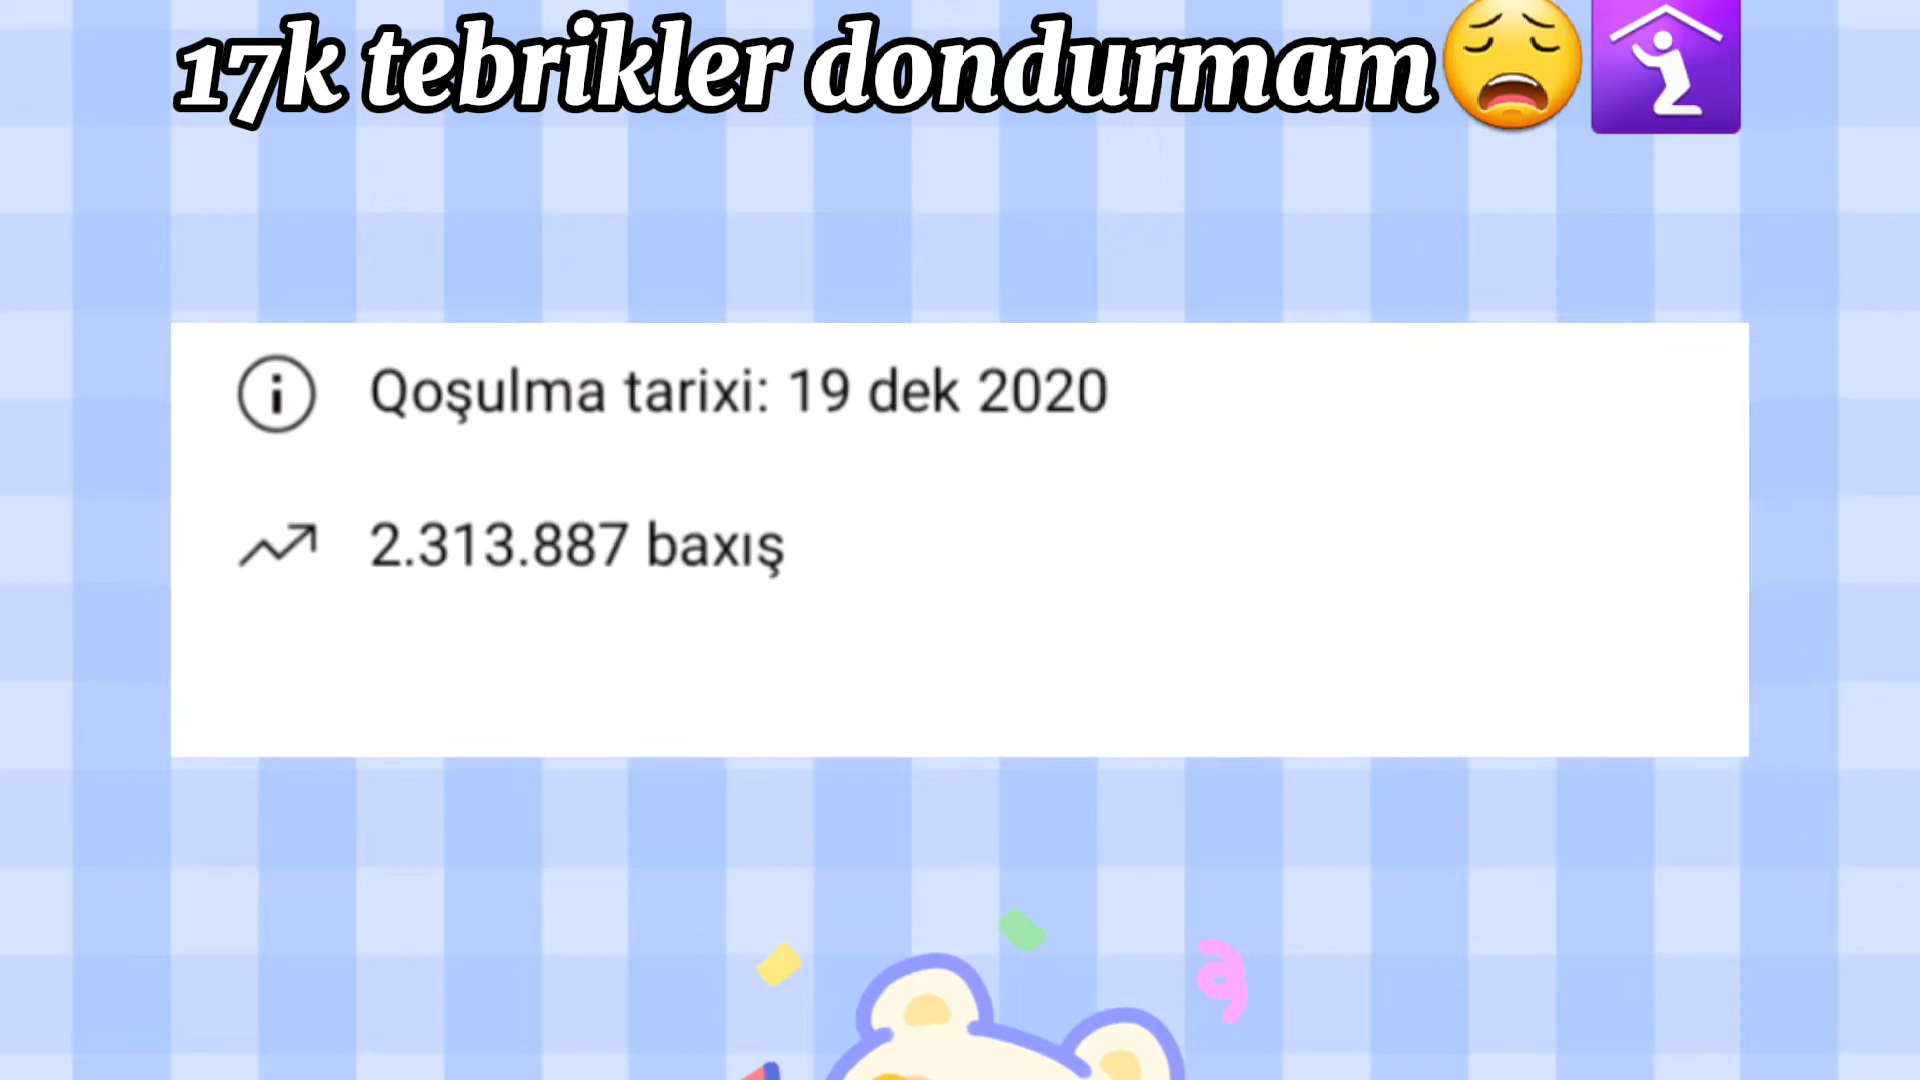 17k tebrikler dondurmam😩🛐
Qoşulma tarixi: 19 dek 2020
2.313.887 baxış